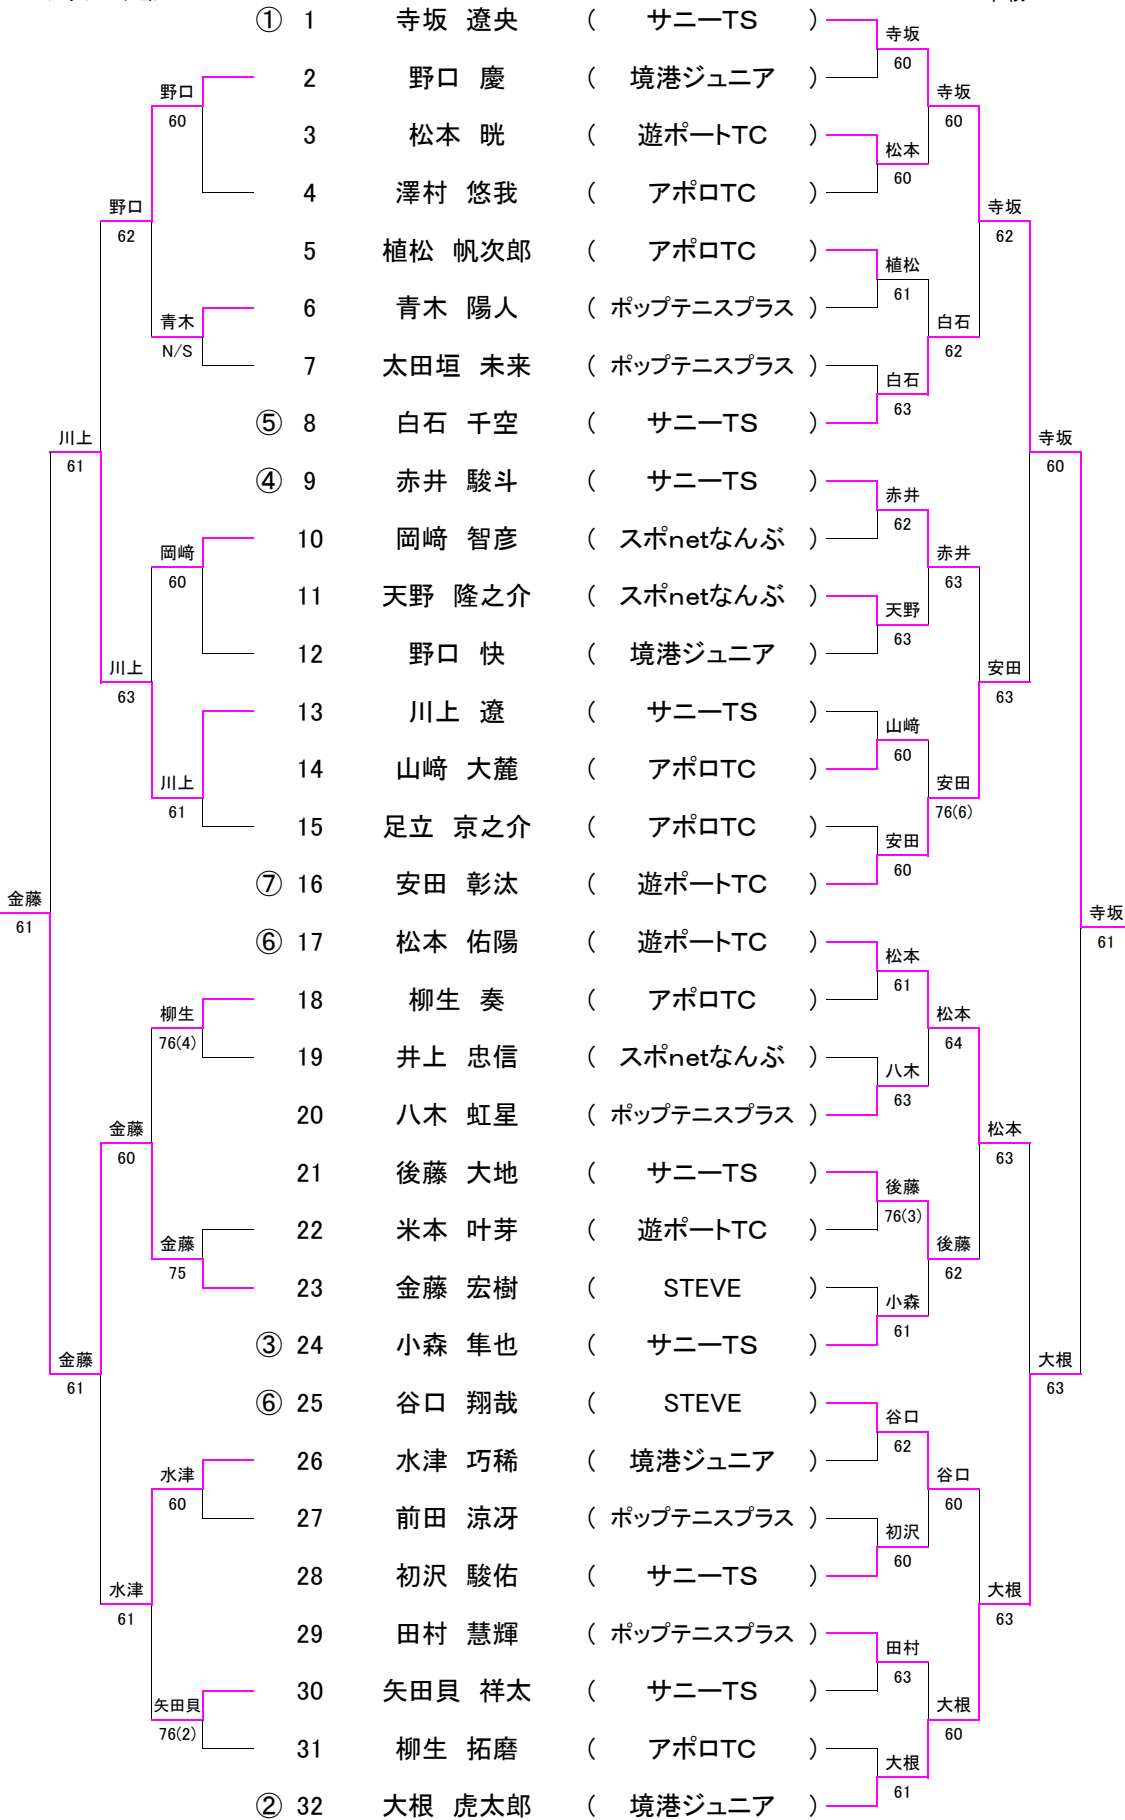 ① 1 寺坂 遼央 ( サニーTS )
寺坂
60
2 野口 慶 ( 境港ジュニア )
野口
60
寺坂
60
3 松本 晄 ( 遊ポートTC )
松本
60
4 澤村 悠我 ( アポロTC )
野口
62
寺坂
62
5 植松 帆次郎 ( アポロTC )
植松
61
6 青木 陽人 ( ポップテニスプラス )
青木
N/S
白石
62
7 太田垣 未来 ( ポップテニスプラス )
白石
63
⑤ 8 白石 千空 ( サニーTS )
川上
61
寺坂
60
④ 9 赤井 駿斗 ( サニーTS )
赤井
62
10 岡﨑 智彦 ( スポnetなんぶ )
岡﨑
60
赤井
63
11 天野 隆之介 ( スポnetなんぶ )
天野
63
12 野口 快 ( 境港ジュニア )
川上
63
安田
63
13 川上 遼 ( サニーTS )
山﨑
60
14 山﨑 大麓 ( アポロTC )
川上
61
安田
76(6)
15 足立 京之介 ( アポロTC )
安田
60
⑦ 16 安田 彰汰 ( 遊ポートTC )
金藤
61
寺坂
61
⑥ 17 松本 佑陽 ( 遊ポートTC )
松本
61
18 柳生 奏 ( アポロTC )
柳生
76(4)
松本
64
19 井上 忠信 ( スポnetなんぶ )
八木
63
20 八木 虹星 ( ポップテニスプラス )
金藤
60
松本
63
21 後藤 大地 ( サニーTS )
後藤
76(3)
22 米本 叶芽 ( 遊ポートTC )
金藤
75
後藤
62
23 金藤 宏樹 ( STEVE )
小森
61
③ 24 小森 隼也 ( サニーTS )
金藤
61
大根
63
⑥ 25 谷口 翔哉 ( STEVE )
谷口
62
26 水津 巧稀 ( 境港ジュニア )
水津
60
谷口
60
27 前田 涼冴 ( ポップテニスプラス )
初沢
60
28 初沢 駿佑 ( サニーTS )
水津
61
大根
63
29 田村 慧輝 ( ポップテニスプラス )
田村
63
30 矢田貝 祥太 ( サニーTS )
矢田貝
76(2)
大根
60
31 柳生 拓磨 ( アポロTC )
大根
61
② 32 大根 虎太郎 ( 境港ジュニア )